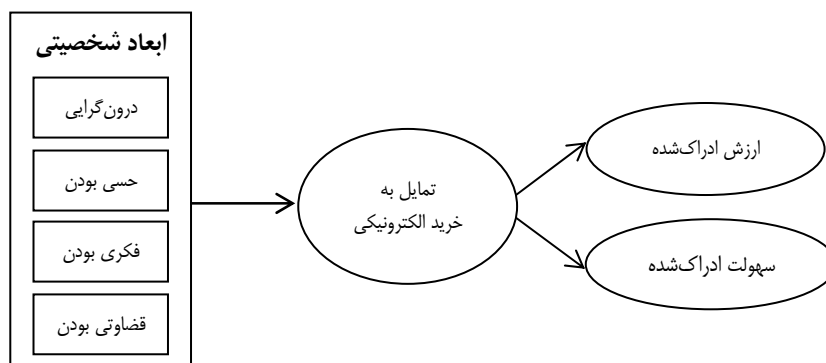 ابعاد شخصیتی
درون‌گرایی
حسی بودن
فکری بودن
قضاوتی بودن
تمایل به
خرید الکترونیکی
ارزش ادراک‌شده
سهولت ادراک‌شده